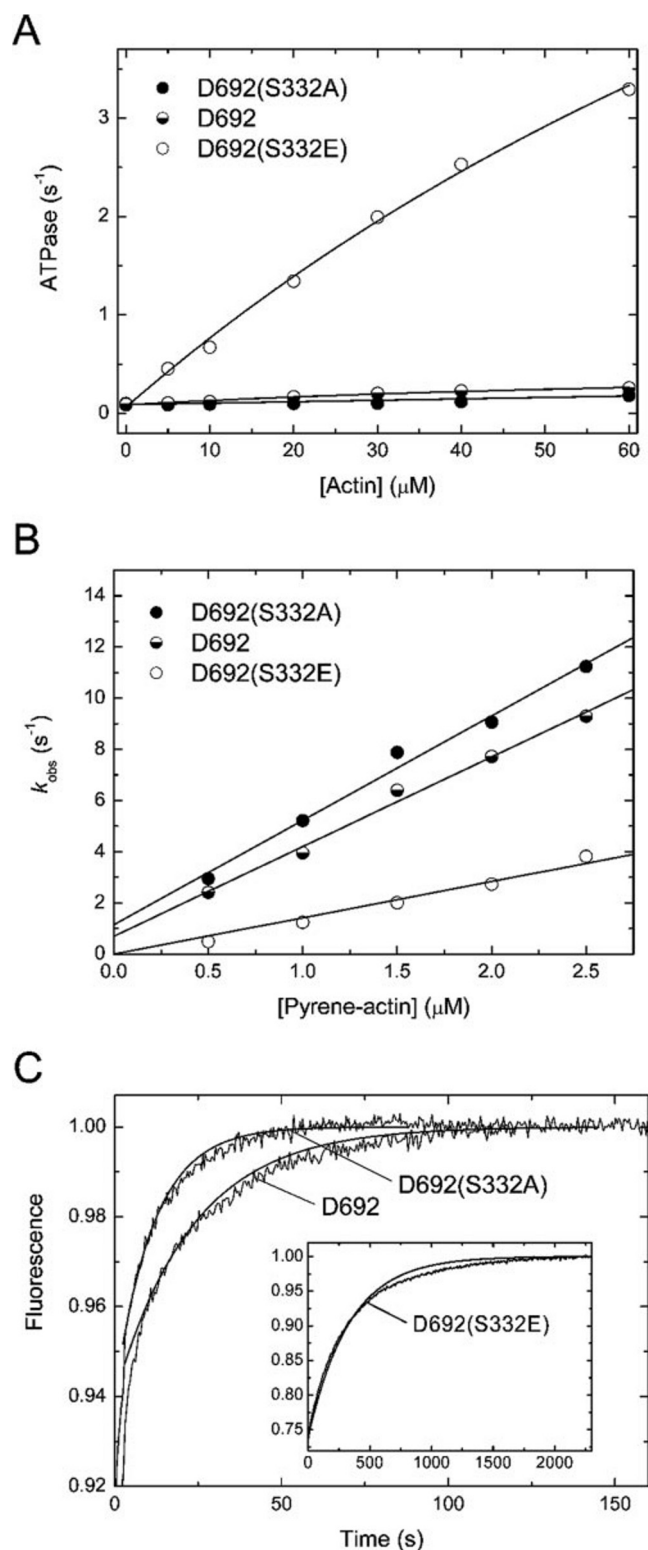 A
D692(S332A)
D692
D692(S332E)
3
2
1
0
ATPase (s⁻¹)
0 10 20 30 40 50 60
[Actin] (μM)
B
14
12
10
8
6
4
2
0
D692(S332A)
D692
D692(S332E)
k_obs (s⁻¹)
0.0 0.5 1.0 1.5 2.0 2.5
[Pyrene-actin] (μM)
C
1.00
0.98
0.96
0.94
0.92
Fluorescence
D692(S332A)
D692
1.00
0.95
0.90
0.85
0.80
0.75
D692(S332E)
0 500 1000 1500 2000
0 50 100 150
Time (s)